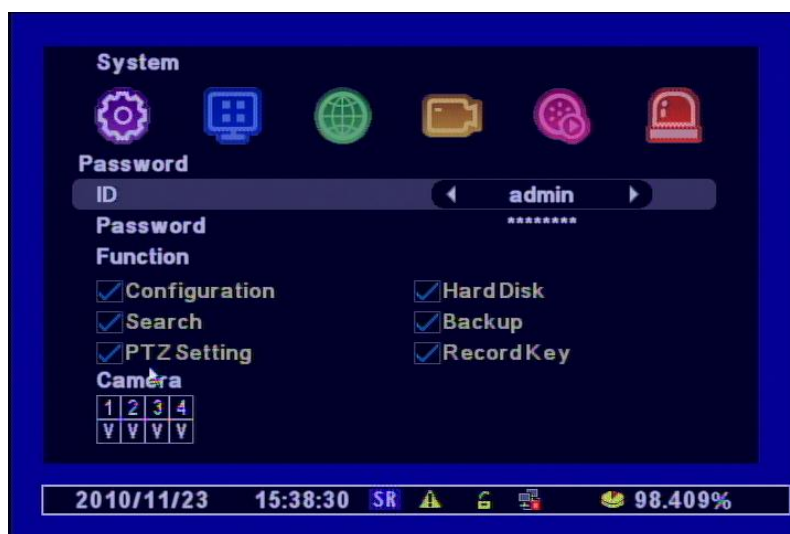 System
Password
ID admin
Password ********
Function
Configuration Hard Disk
Search Backup
PTZ Setting Record Key
Camera
1 2 3 4
V V V V
2010/11/23 15:38:30 SR 98.409%